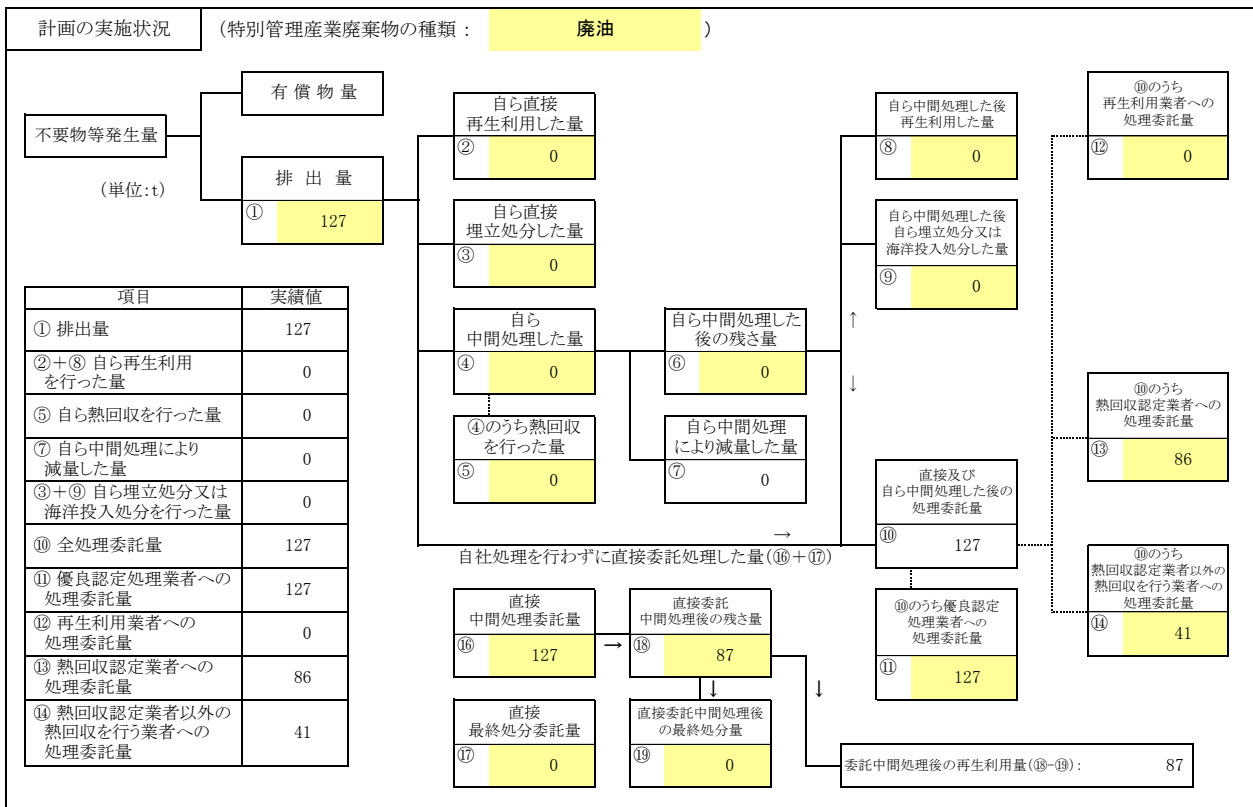 計画の実施状況
(特別管理産業廃棄物の種類 : 廃油 )
不要物等発生量
(単位:t)
有 償 物 量
排 出 量
① 127
自ら直接
再生利用した量
② 0
自ら直接
埋立処分した量
③ 0
自ら
中間処理した量
④ 0
④のうち熱回収
を行った量
⑤ 0
自ら中間処理した
後の残さ量
⑥ 0
自ら中間処理
により減量した量
⑦ 0
自ら中間処理した後
再生利用した量
⑧ 0
自ら中間処理した後
自ら埋立処分又は
海洋投入処分した量
⑨ 0
↑
↓
直接及び
自ら中間処理した後の
処理委託量
⑩ 127
⑩のうち優良認定
処理業者への
処理委託量
⑪ 127
⑩のうち
再生利用業者への
処理委託量
⑫ 0
⑩のうち
熱回収認定業者への
処理委託量
⑬ 86
⑩のうち
熱回収認定業者以外の
熱回収を行う業者への
処理委託量
⑭ 41
→
自社処理を行わずに直接委託処理した量(⑯+⑰)
直接
中間処理委託量
⑯ 127
→
直接委託
中間処理後の残さ量
⑱ 87
↓
↓
直接
最終処分委託量
⑰ 0
直接委託中間処理後
の最終処分量
⑲ 0
委託中間処理後の再生利用量(⑱-⑲) : 87
項目 実績値
① 排出量 127
②+⑧ 自ら再生利用
を行った量 0
⑤ 自ら熱回収を行った量 0
⑦ 自ら中間処理により
減量した量 0
③+⑨ 自ら埋立処分又は
海洋投入処分を行った量 0
⑩ 全処理委託量 127
⑪ 優良認定処理業者への
処理委託量 127
⑫ 再生利用業者への
処理委託量 0
⑬ 熱回収認定業者への
処理委託量 86
⑭ 熱回収認定業者以外の
熱回収を行う業者への
処理委託量 41